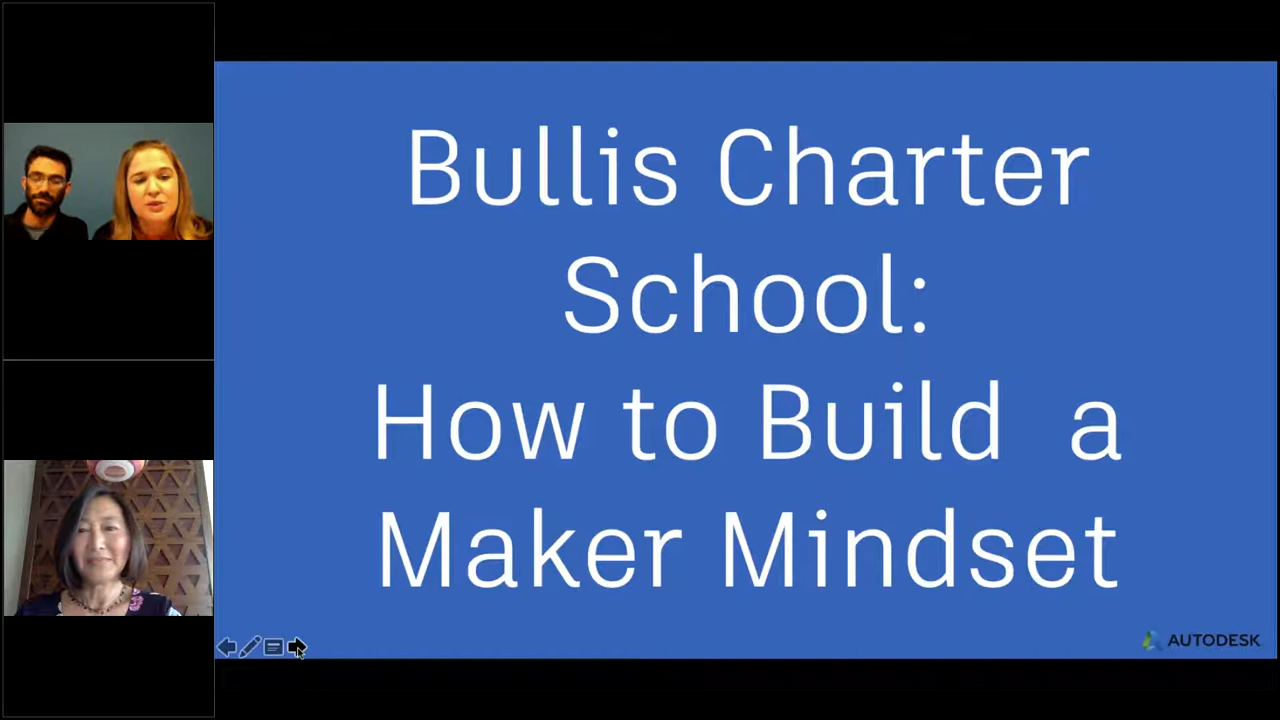 Bullis Charter
School:
How to Build a
Maker Mindset
AUTODESK